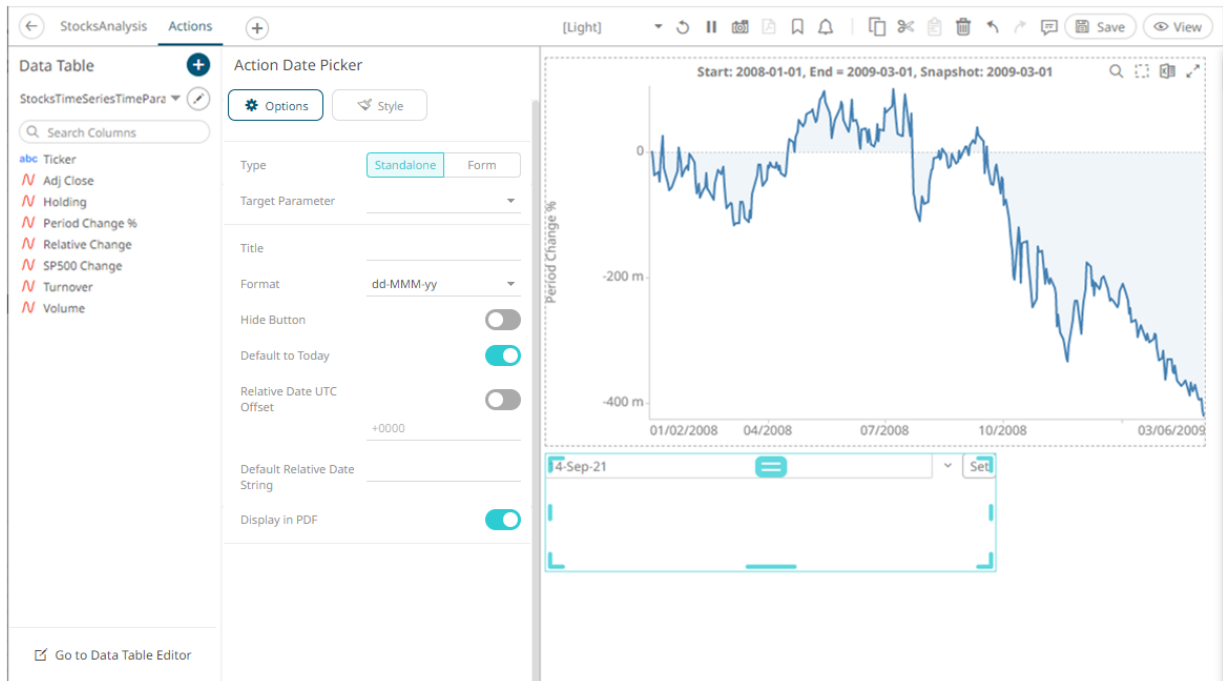 StocksAnalysis Actions [Light] Save View
Data Table
StocksTimeSeriesTimePara
Search Columns
abc Ticker
Adj Close
Holding
Period Change %
Relative Change
SP500 Change
Turnover
Volume
Go to Data Table Editor
Action Date Picker
Options Style
Type Standalone Form
Target Parameter
Title
Format dd-MMM-yy
Hide Button
Default to Today
Relative Date UTC
Offset
+0000
Default Relative Date
String
Display in PDF
Start: 2008-01-01, End = 2009-03-01, Snapshot: 2009-03-01
Period Change %
0
-200 m
-400 m
01/02/2008 04/2008 07/2008 10/2008 03/06/2009
14-Sep-21 Set